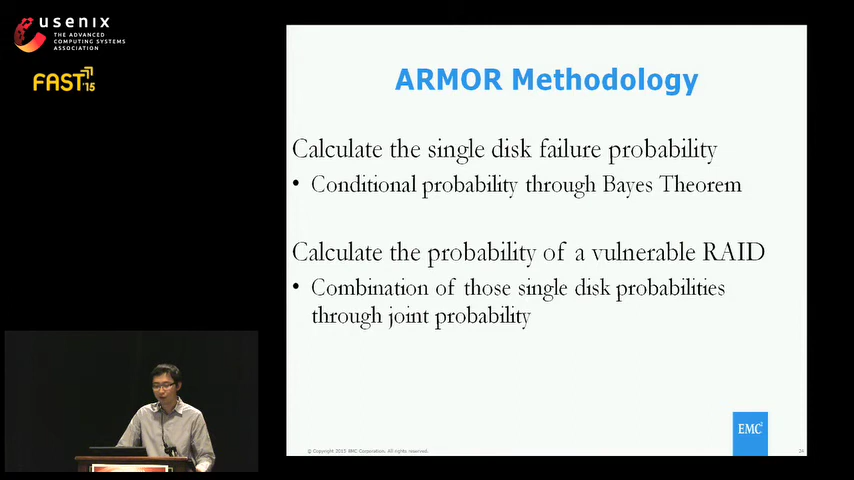 usenix
THE ADVANCED
COMPUTING SYSTEMS
ASSOCIATION
FAST'15
ARMOR Methodology
Calculate the single disk failure probability
• Conditional probability through Bayes Theorem
Calculate the probability of a vulnerable RAID
• Combination of those single disk probabilities
through joint probability
EMC²
© Copyright 2015 EMC Corporation. All rights reserved.